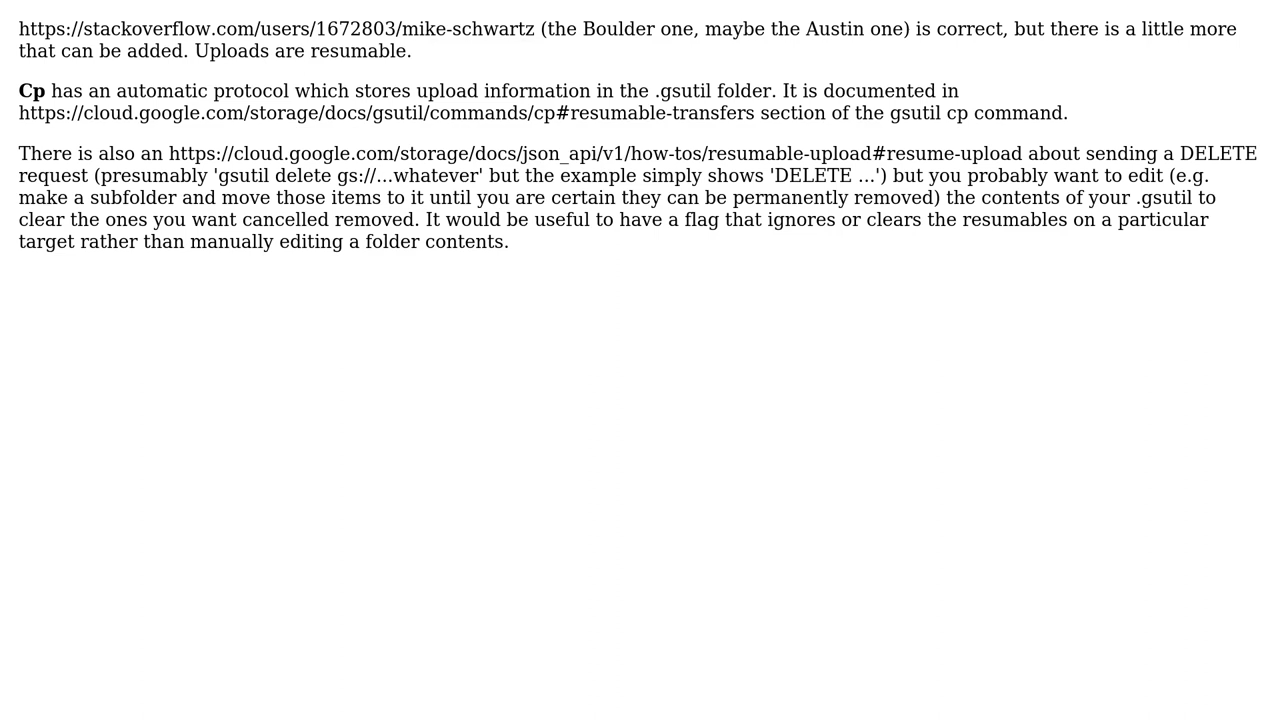 https://stackoverflow.com/users/1672803/mike-schwartz (the Boulder one, maybe the Austin one) is correct, but there is a little more
that can be added. Uploads are resumable.
Cp has an automatic protocol which stores upload information in the .gsutil folder. It is documented in
https://cloud.google.com/storage/docs/gsutil/commands/cp#resumable-transfers section of the gsutil cp command.
There is also an https://cloud.google.com/storage/docs/json_api/v1/how-tos/resumable-upload#resume-upload about sending a DELETE
request (presumably 'gsutil delete gs://...whatever' but the example simply shows 'DELETE ...') but you probably want to edit (e.g.
make a subfolder and move those items to it until you are certain they can be permanently removed) the contents of your .gsutil to
clear the ones you want cancelled removed. It would be useful to have a flag that ignores or clears the resumables on a particular
target rather than manually editing a folder contents.